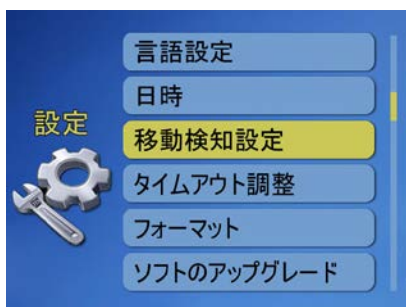 設定
言語設定
日時
移動検知設定
タイムアウト調整
フォーマット
ソフトのアップグレード